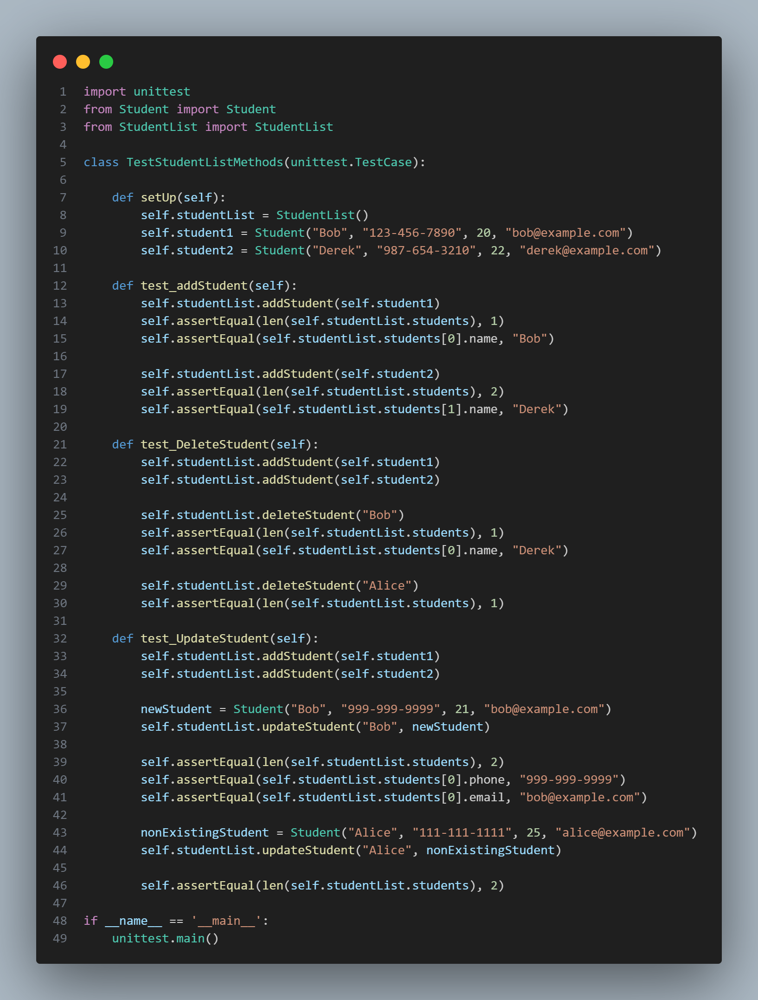 1 import unittest
2 from Student import Student
3 from StudentList import StudentList
4
5 class TestStudentListMethods(unittest.TestCase):
6
7     def setUp(self):
8         self.studentList = StudentList()
9         self.student1 = Student("Bob", "123-456-7890", 20, "bob@example.com")
10         self.student2 = Student("Derek", "987-654-3210", 22, "derek@example.com")
11
12     def test_addStudent(self):
13         self.studentList.addStudent(self.student1)
14         self.assertEqual(len(self.studentList.students), 1)
15         self.assertEqual(self.studentList.students[0].name, "Bob")
16
17         self.studentList.addStudent(self.student2)
18         self.assertEqual(len(self.studentList.students), 2)
19         self.assertEqual(self.studentList.students[1].name, "Derek")
20
21     def test_DeleteStudent(self):
22         self.studentList.addStudent(self.student1)
23         self.studentList.addStudent(self.student2)
24
25         self.studentList.deleteStudent("Bob")
26         self.assertEqual(len(self.studentList.students), 1)
27         self.assertEqual(self.studentList.students[0].name, "Derek")
28
29         self.studentList.deleteStudent("Alice")
30         self.assertEqual(len(self.studentList.students), 1)
31
32     def test_UpdateStudent(self):
33         self.studentList.addStudent(self.student1)
34         self.studentList.addStudent(self.student2)
35
36         newStudent = Student("Bob", "999-999-9999", 21, "bob@example.com")
37         self.studentList.updateStudent("Bob", newStudent)
38
39         self.assertEqual(len(self.studentList.students), 2)
40         self.assertEqual(self.studentList.students[0].phone, "999-999-9999")
41         self.assertEqual(self.studentList.students[0].email, "bob@example.com")
42
43         nonExistingStudent = Student("Alice", "111-111-1111", 25, "alice@example.com")
44         self.studentList.updateStudent("Alice", nonExistingStudent)
45
46         self.assertEqual(len(self.studentList.students), 2)
47
48 if __name__ == '__main__':
49     unittest.main()